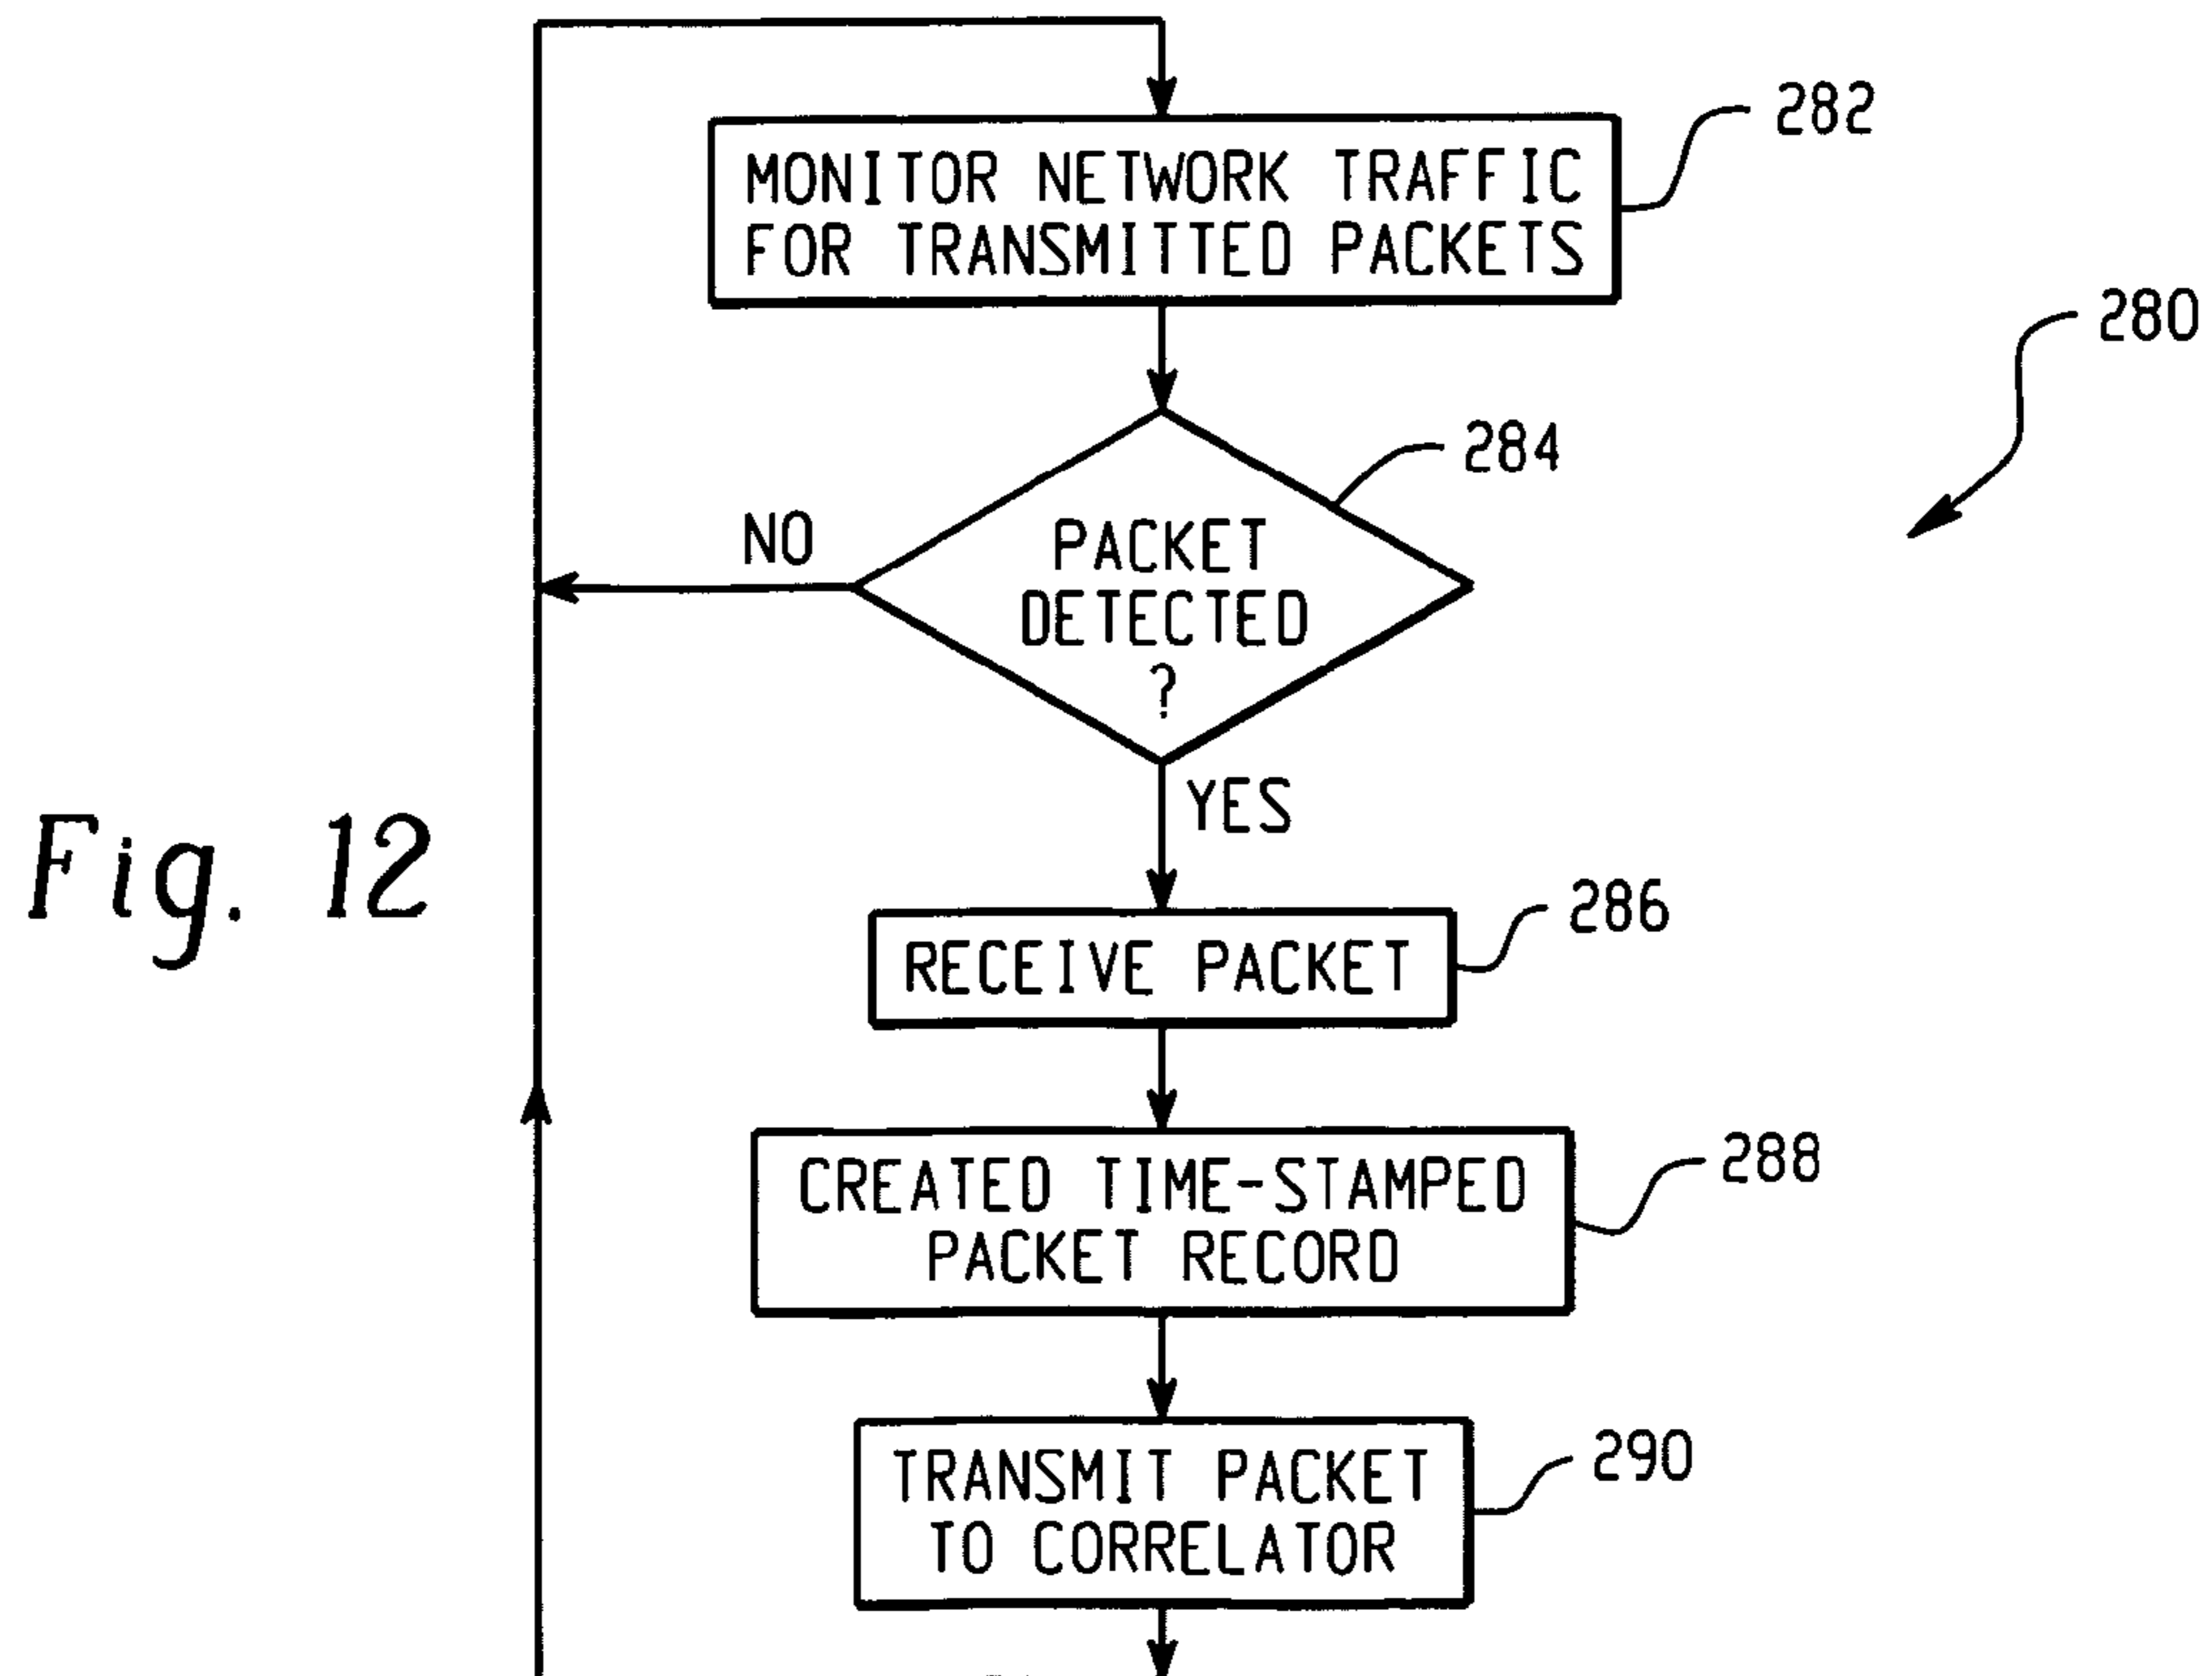 MONITOR NETWORK TRAFFIC
FOR TRANSMITTED PACKETS
282
280
284
PACKET
DETECTED
?
NO
YES
Fig. 12
286
RECEIVE PACKET
288
CREATED TIME-STAMPED
PACKET RECORD
290
TRANSMIT PACKET
TO CORRELATOR